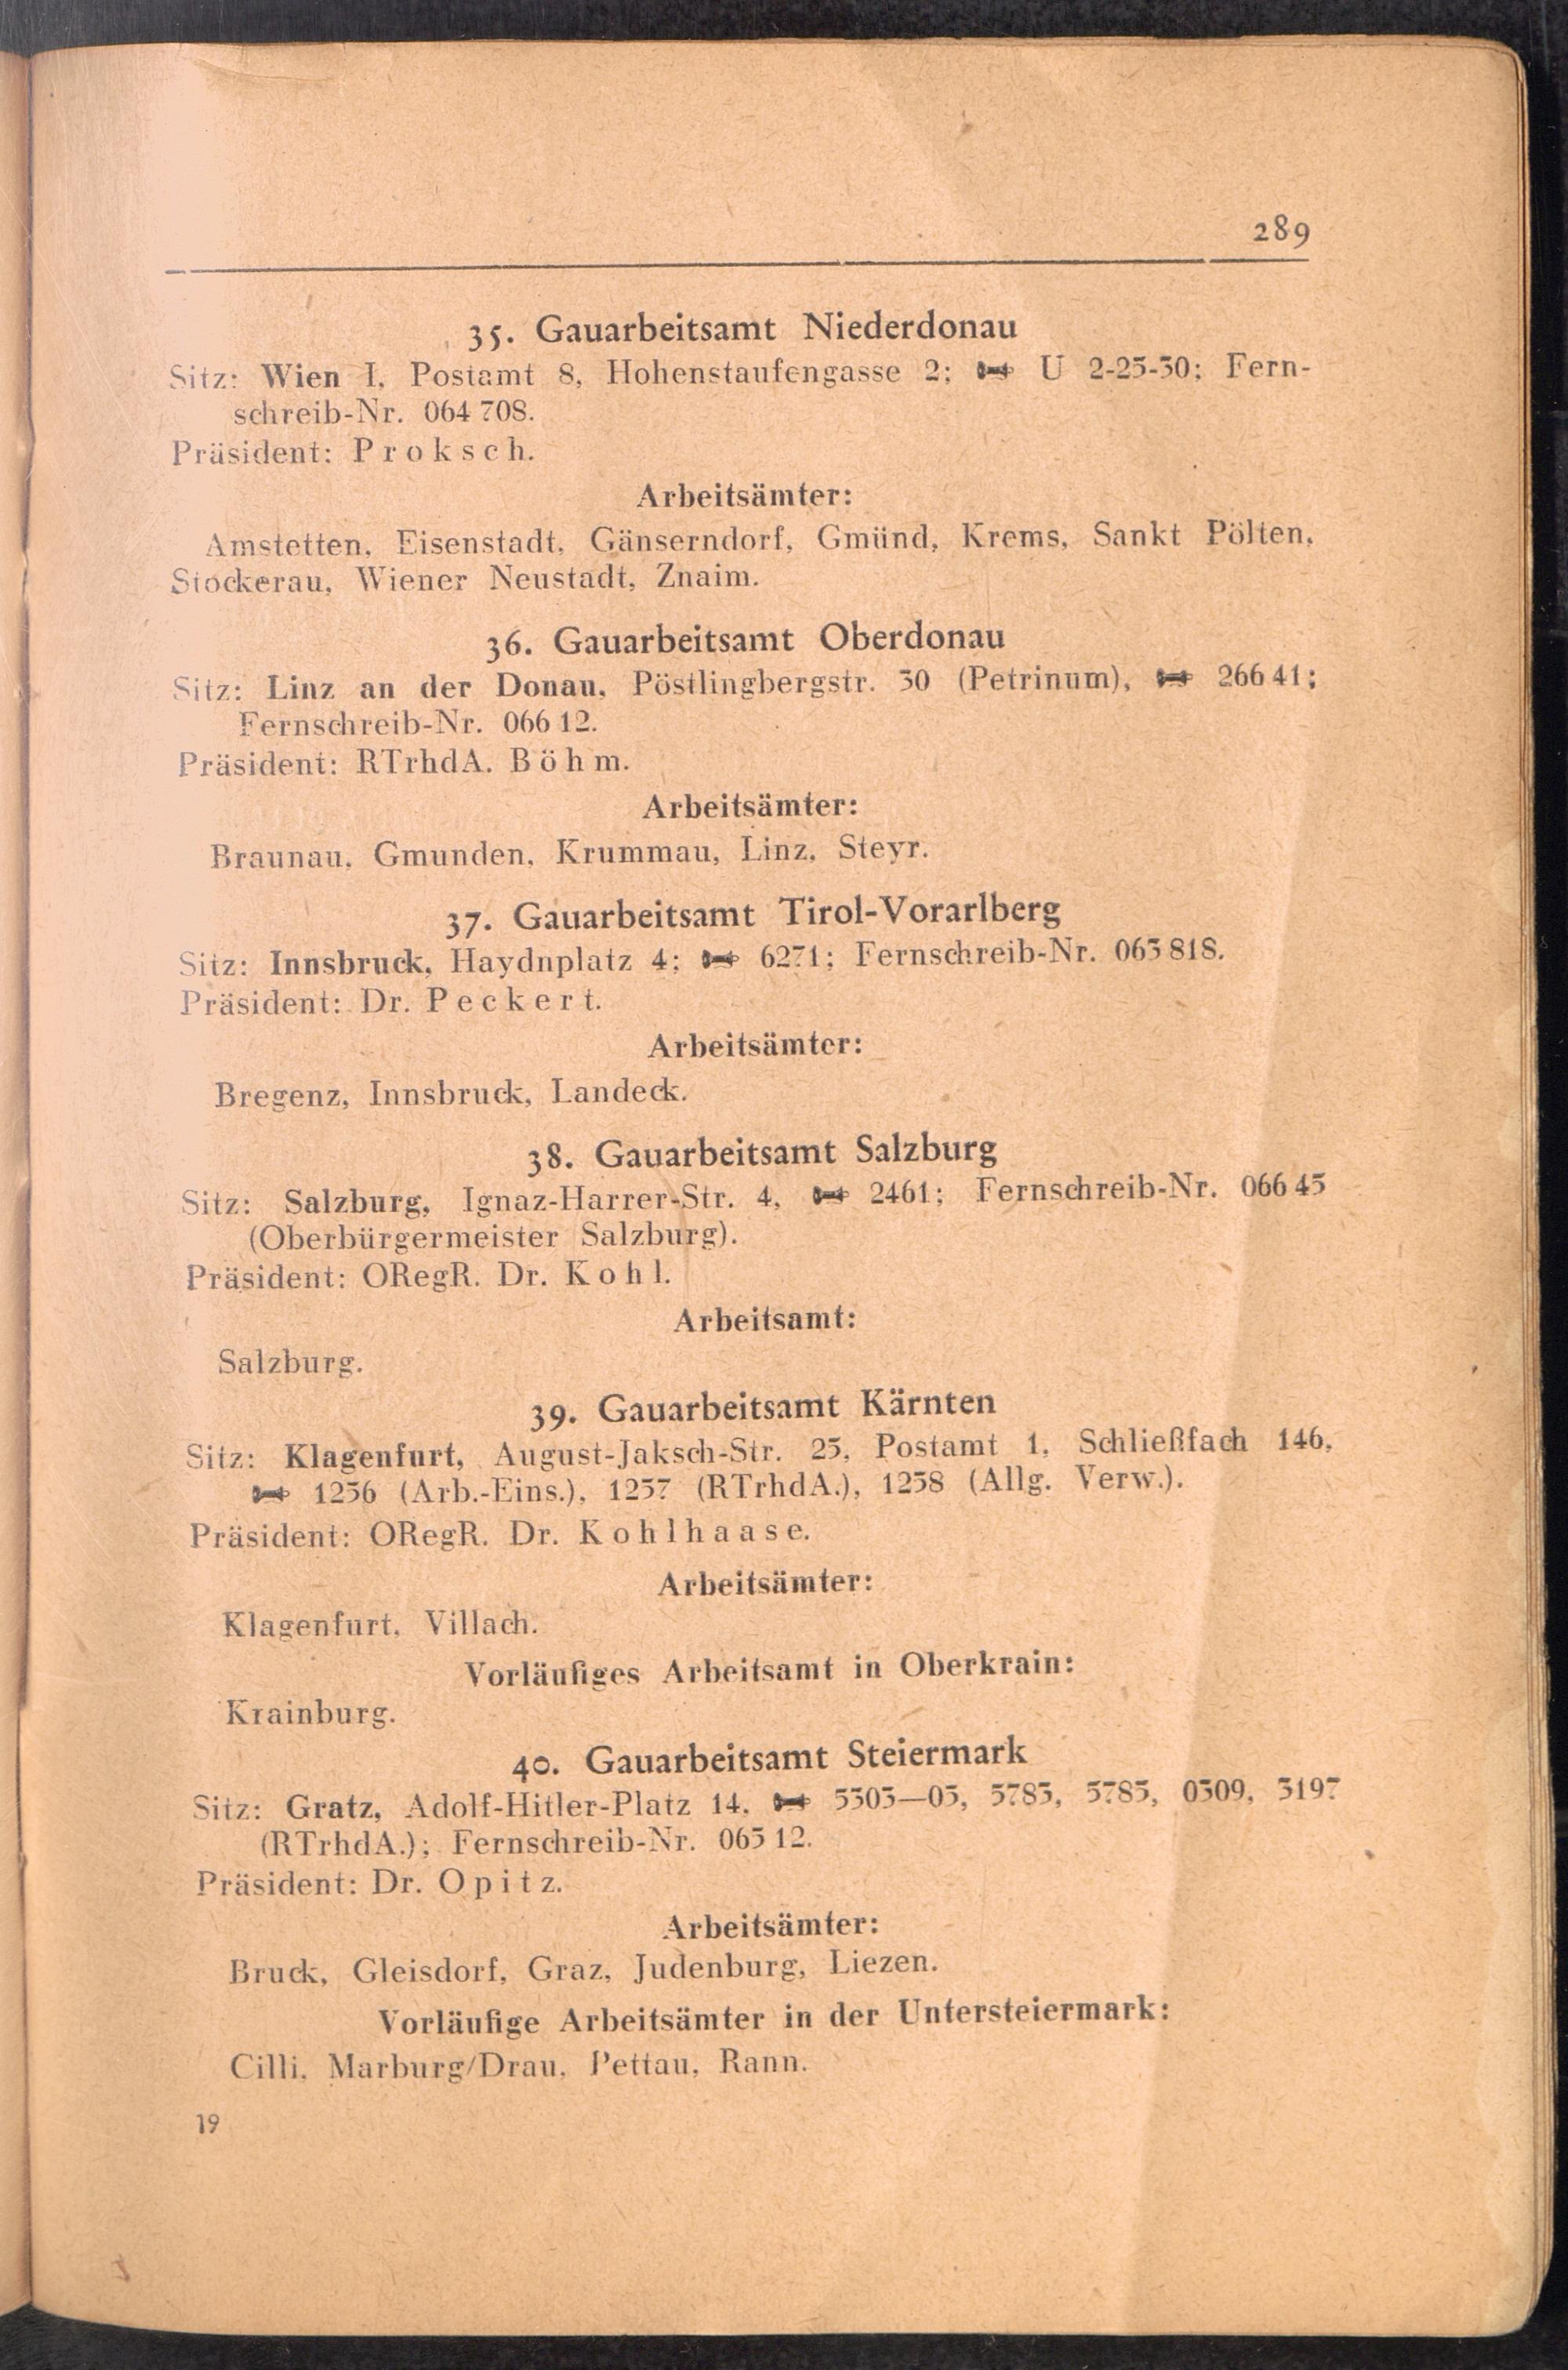 289
35. Gauarbeitsamt Niederdonau
Sitz: Wien I, Postamt 8, Hohenstaufengasse 2; U 2-25-30; Fern-
schreib-Nr. 064 708.
Präsident: Proksch.
Arbeitsämter:
Amstetten, Eisenstadt, Gänserndorf, Gmünd, Krems, Sankt Pölten,
Stockerau, Wiener Neustadt, Znaim.
36. Gauarbeitsamt Oberdonau
Sitz: Linz an der Donau, Pöstlingbergstr. 30 (Petrinum), 266 41;
Fernschreib-Nr. 066 12.
Präsident: RTrhdA. Böhm.
Arbeitsämter:
Braunau, Gmunden, Krummau, Linz, Steyr.
37. Gauarbeitsamt Tirol-Vorarlberg
Sitz: Innsbruck, Haydnplatz 4; 6271; Fernschreib-Nr. 063 818.
Präsident: Dr. Peckert.
Arbeitsämter:
Bregenz, Innsbruck, Landeck.
38. Gauarbeitsamt Salzburg
Sitz: Salzburg, Ignaz-Harrer-Str. 4, 2461; Fernschreib-Nr. 066 45
(Oberbürgermeister Salzburg).
Präsident: ORegR. Dr. Kohl.
Arbeitsamt:
Salzburg.
39. Gauarbeitsamt Kärnten
Sitz: Klagenfurt, August-Jaksch-Str. 25, Postamt 1, Schließfach 146,
1256 (Arb.-Eins.), 1257 (RTrhdA.), 1258 (Allg. Verw.).
Präsident: ORegR. Dr. Kohlhaase.
Arbeitsämter:
Klagenfurt, Villach.
Vorläufiges Arbeitsamt in Oberkrain:
Krainburg.
40. Gauarbeitsamt Steiermark
Sitz: Gratz, Adolf-Hitler-Platz 14, 5303—05, 5783, 5785, 0309, 3197
(RTrhdA.); Fernschreib-Nr. 063 12.
Präsident: Dr. Opitz.
Arbeitsämter:
Bruck, Gleisdorf, Graz, Judenburg, Liezen.
Vorläufige Arbeitsämter in der Untersteiermark:
Cilli, Marburg/Drau, Pettau, Rann.
19